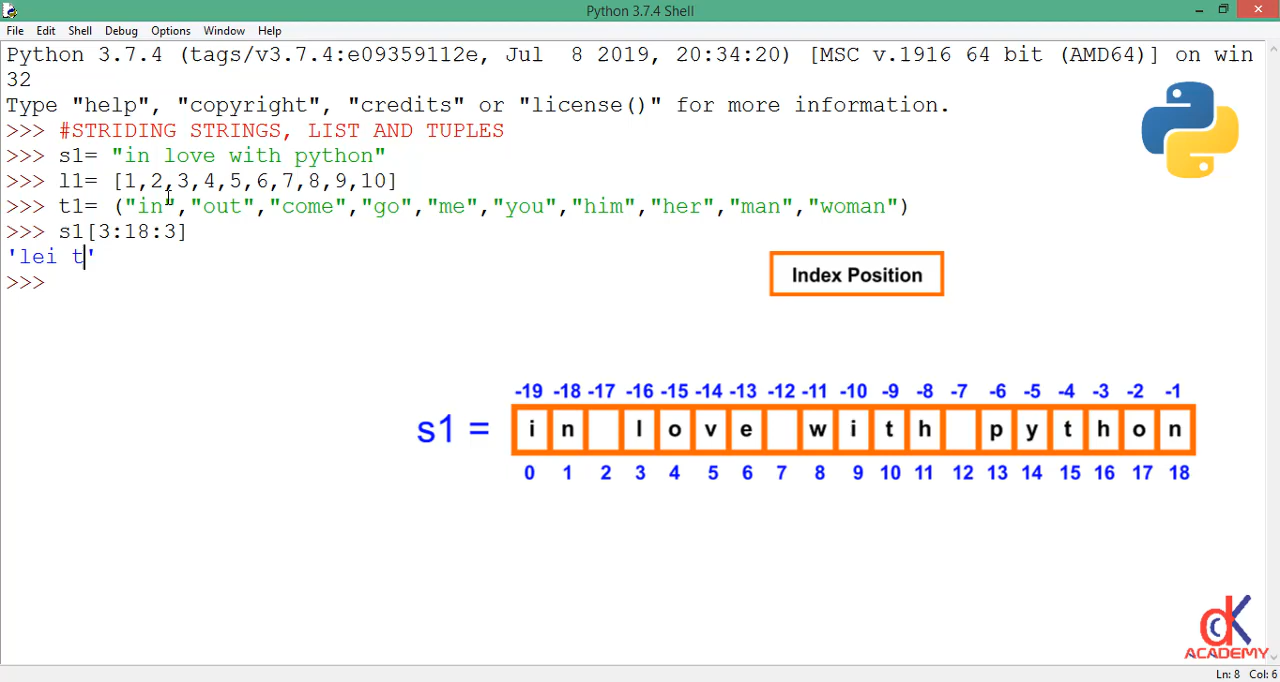 Python 3.7.4 Shell
File Edit Shell Debug Options Window Help
Python 3.7.4 (tags/v3.7.4:e09359112e, Jul  8 2019, 20:34:20) [MSC v.1916 64 bit (AMD64)] on win
32
Type "help", "copyright", "credits" or "license()" for more information.
>>> #STRIDING STRINGS, LIST AND TUPLES
>>> s1= "in love with python"
>>> l1= [1,2,3,4,5,6,7,8,9,10]
>>> t1= ("in","out","come","go","me","you","him","her","man","woman")
>>> s1[3:18:3]
'lei t'
>>>
Index Position
-19 -18 -17 -16 -15 -14 -13 -12 -11 -10 -9 -8 -7 -6 -5 -4 -3 -2 -1
s1 = i n l o v e w i t h p y t h o n
0 1 2 3 4 5 6 7 8 9 10 11 12 13 14 15 16 17 18
dcK
ACADEMY
Ln: 8 Col: 6